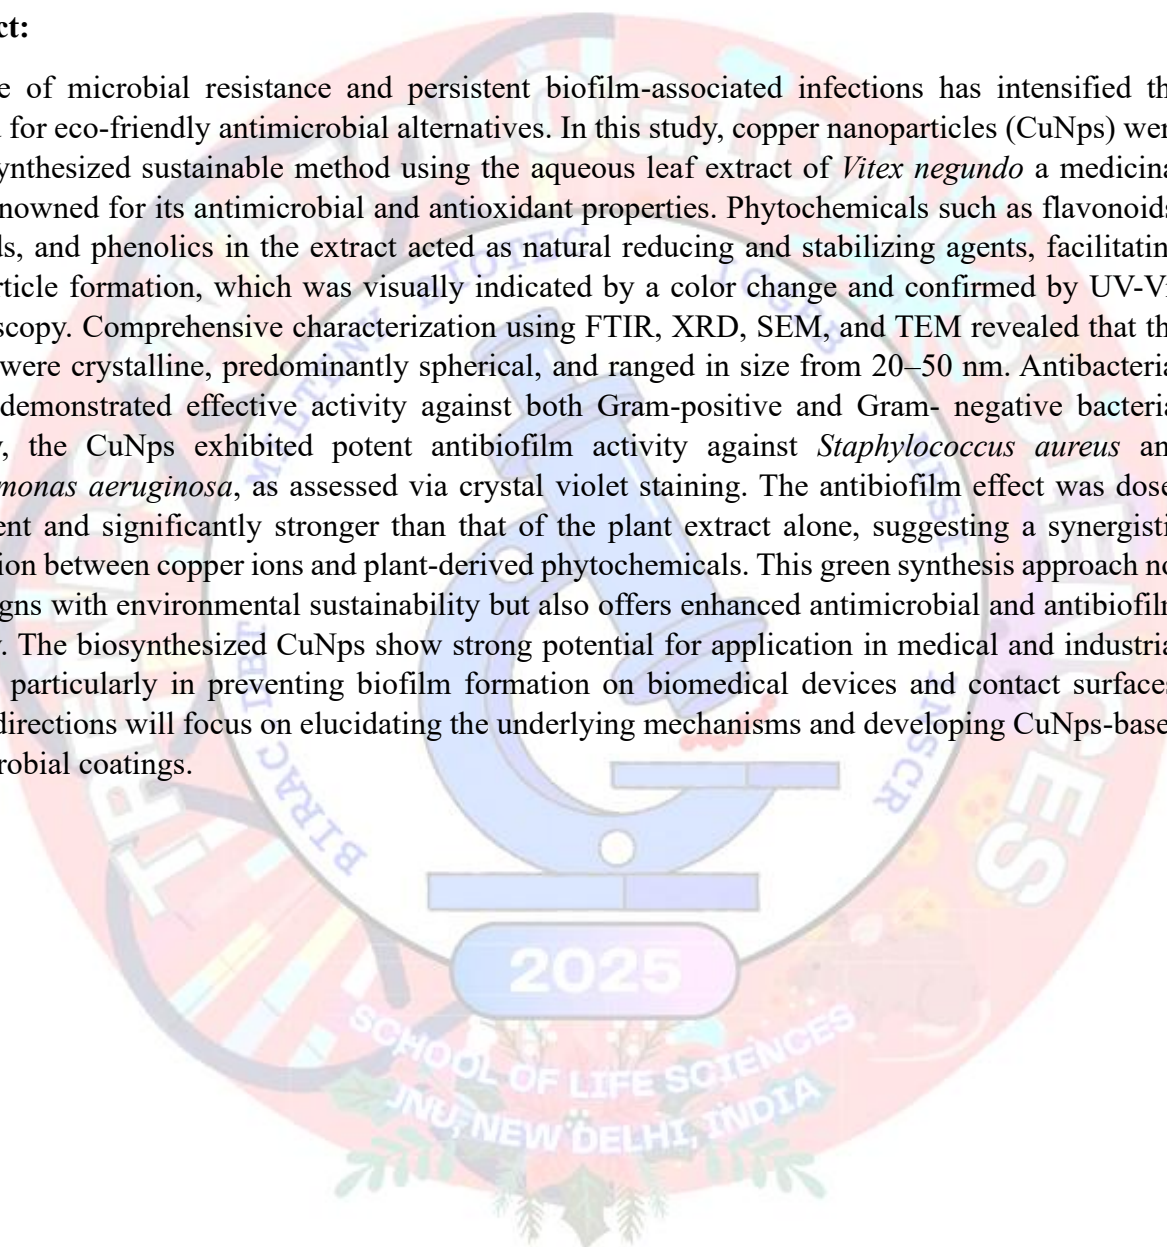 ct:
e of microbial resistance and persistent biofilm-associated infections has intensified th
for eco-friendly antimicrobial alternatives. In this study, copper nanoparticles (CuNps) wer
ynthesized sustainable method using the aqueous leaf extract of Vitex negundo a medicina
nowned for its antimicrobial and antioxidant properties. Phytochemicals such as flavonoids
ds, and phenolics in the extract acted as natural reducing and stabilizing agents, facilitatin
rticle formation, which was visually indicated by a color change and confirmed by UV-Vi
scopy. Comprehensive characterization using FTIR, XRD, SEM, and TEM revealed that th
were crystalline, predominantly spherical, and ranged in size from 20–50 nm. Antibacteria
demonstrated effective activity against both Gram-positive and Gram- negative bacteria
y, the CuNps exhibited potent antibiofilm activity against Staphylococcus aureus an
monas aeruginosa, as assessed via crystal violet staining. The antibiofilm effect was dose
ent and significantly stronger than that of the plant extract alone, suggesting a synergisti
ion between copper ions and plant-derived phytochemicals. This green synthesis approach no
gns with environmental sustainability but also offers enhanced antimicrobial and antibiofilm
y. The biosynthesized CuNps show strong potential for application in medical and industria
particularly in preventing biofilm formation on biomedical devices and contact surfaces
directions will focus on elucidating the underlying mechanisms and developing CuNps-base
robial coatings.
TRENDS IN BIOLOGICAL SCIENCES
BIRAC DBT
2025
SCHOOL OF LIFE SCIENCES
JNU, NEW DELHI, INDIA